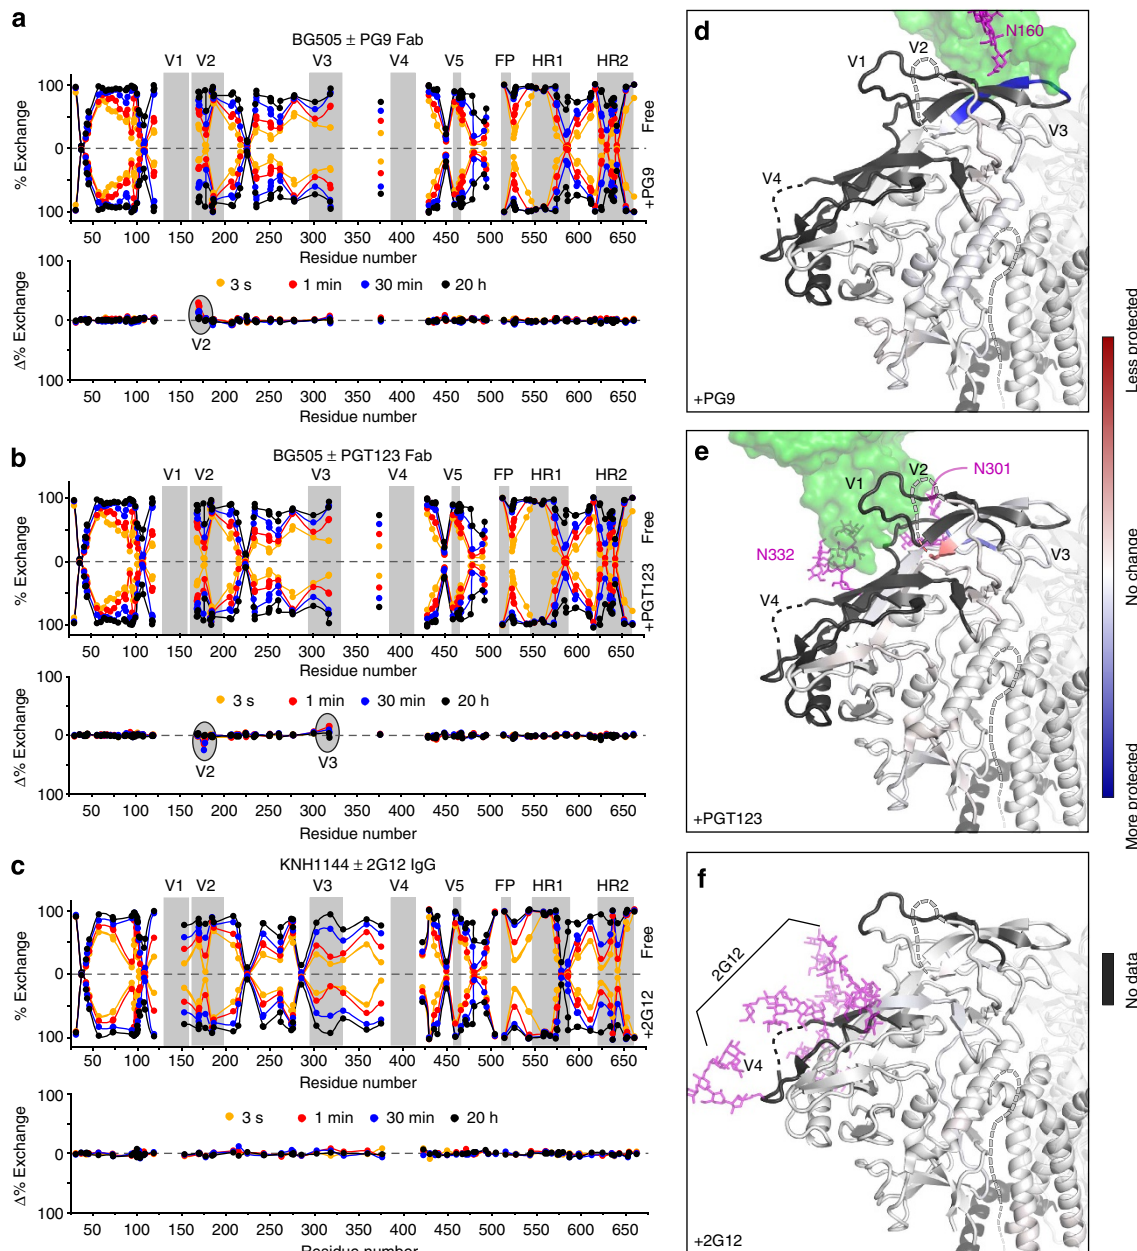 a
BG505 ± PG9 Fab
V1 V2 V3 V4 V5 FP HR1 HR2
100
0
100
% Exchange
Free
+PG9
50 100 150 200 250 300 350 400 450 500 550 600 650
Residue number
100
0
100
Δ% Exchange
3 s 1 min 30 min 20 h
V2
50 100 150 200 250 300 350 400 450 500 550 600 650
Residue number
b
BG505 ± PGT123 Fab
V1 V2 V3 V4 V5 FP HR1 HR2
100
0
100
% Exchange
Free
+PGT123
50 100 150 200 250 300 350 400 450 500 550 600 650
Residue number
100
0
100
Δ% Exchange
3 s 1 min 30 min 20 h
V2 V3
50 100 150 200 250 300 350 400 450 500 550 600 650
Residue number
c
KNH1144 ± 2G12 IgG
V1 V2 V3 V4 V5 FP HR1 HR2
100
0
100
% Exchange
Free
+2G12
50 100 150 200 250 300 350 400 450 500 550 600 650
Residue number
100
0
100
Δ% Exchange
3 s 1 min 30 min 20 h
50 100 150 200 250 300 350 400 450 500 550 600 650
Residue number
d
N160
V1 V2
V3
V4
+PG9
e
V2 N301
V1
N332
V3
V4
+PGT123
f
2G12
V4
+2G12
Less protected
No change
More protected
No data